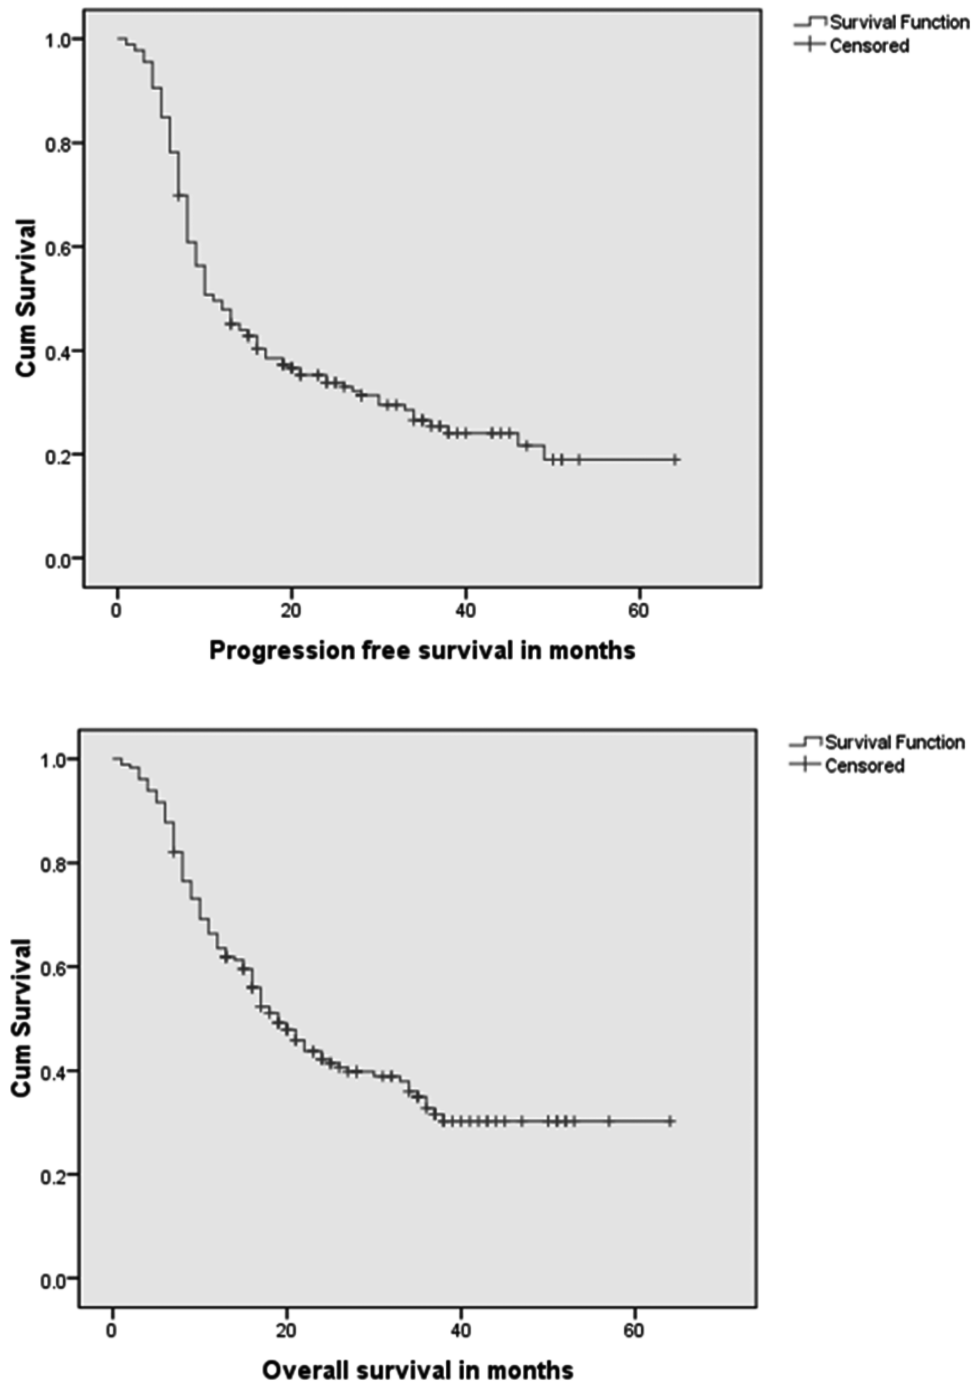 Survival Function
Censored
1.0
0.8
0.6
0.4
0.2
0.0
Cum Survival
0 20 40 60
Progression free survival in months
Survival Function
Censored
1.0
0.8
0.6
0.4
0.2
0.0
Cum Survival
0 20 40 60
Overall survival in months